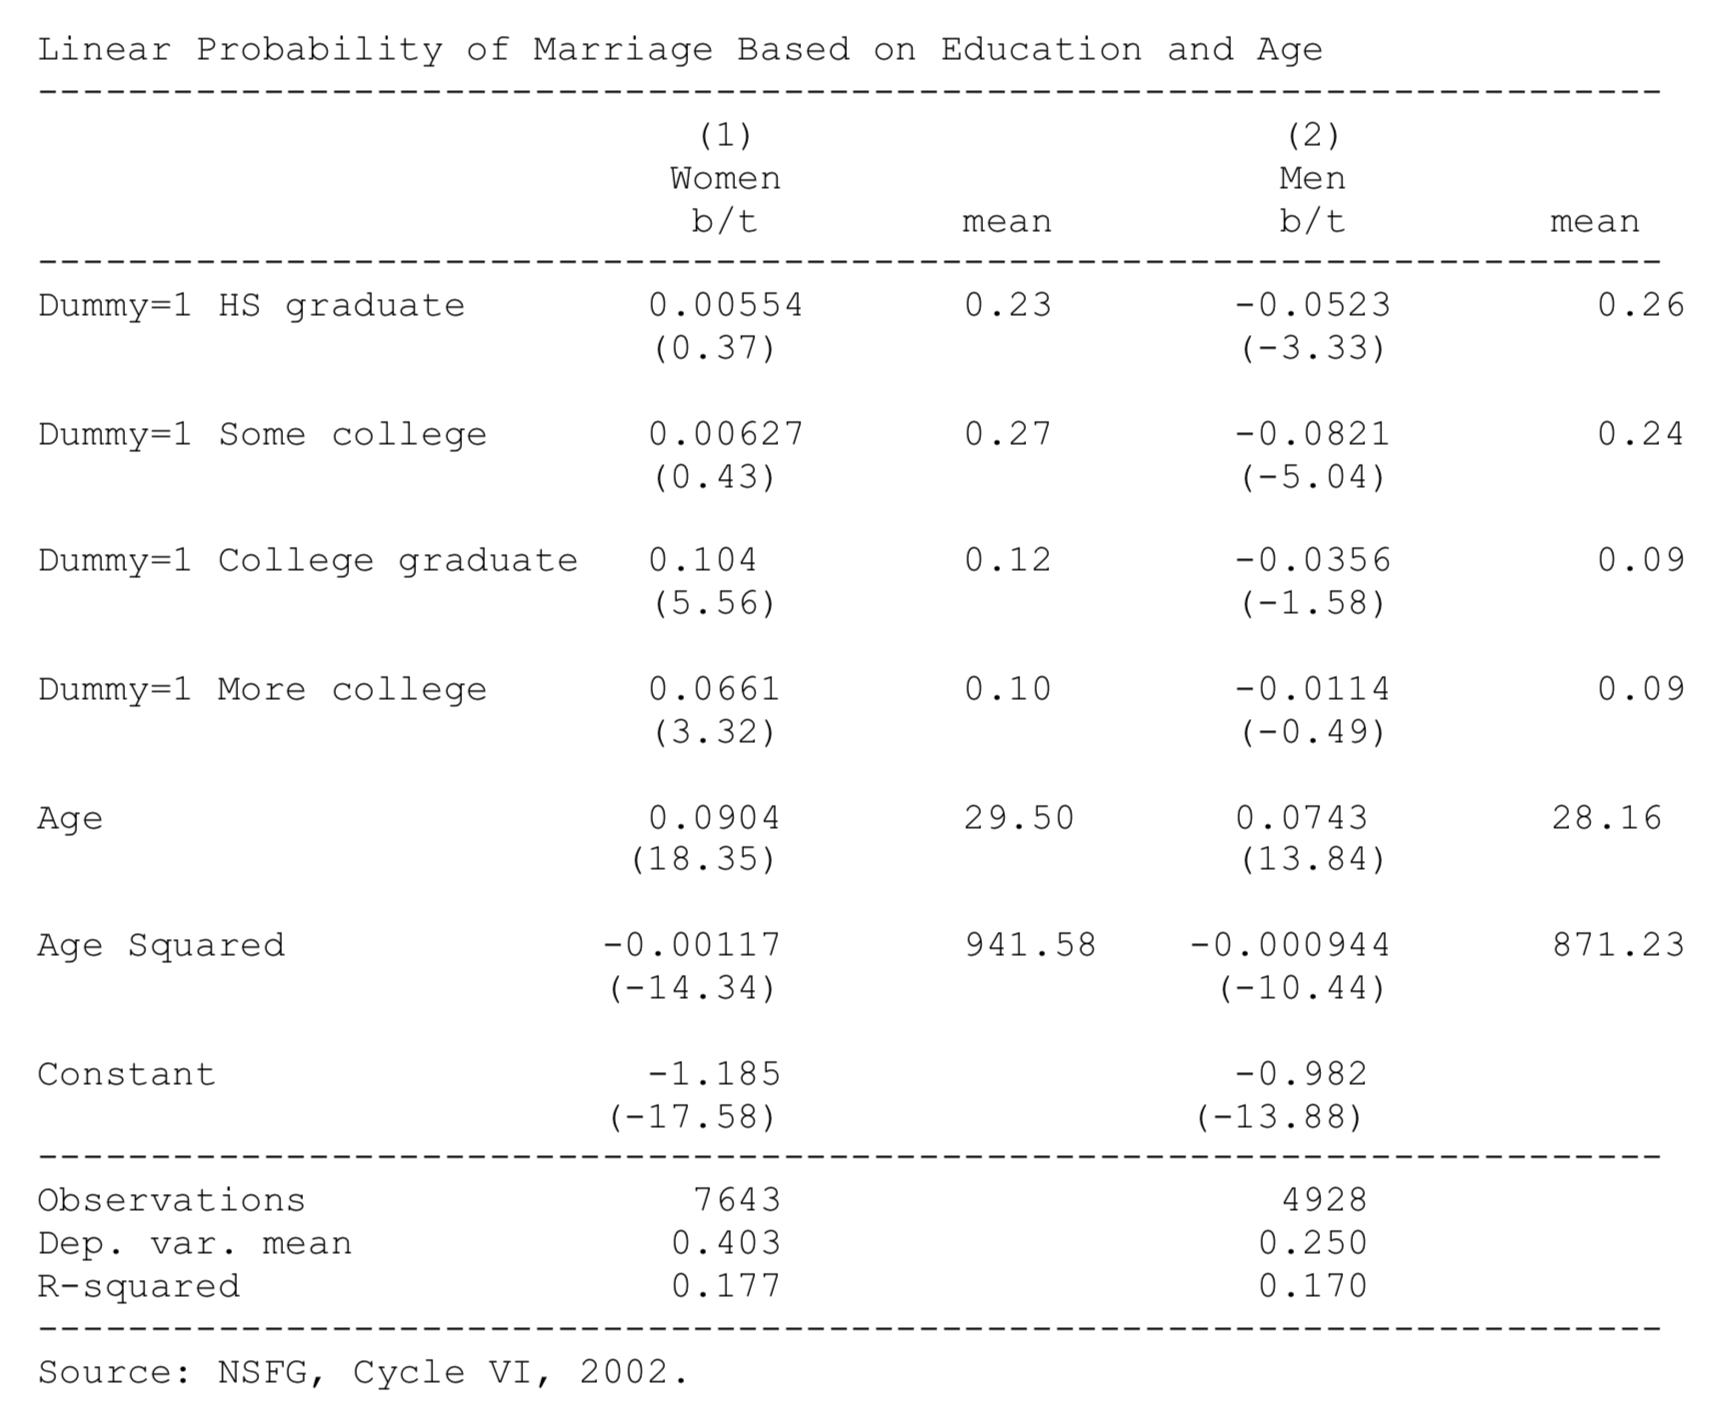 Linear Probability of Marriage Based on Education and Age
------------------------------------------------------------------------
(1) (2)
Women Men
b/t mean b/t mean
------------------------------------------------------------------------
Dummy=1 HS graduate 0.00554 0.23 -0.0523 0.26
(0.37) (-3.33)
Dummy=1 Some college 0.00627 0.27 -0.0821 0.24
(0.43) (-5.04)
Dummy=1 College graduate 0.104 0.12 -0.0356 0.09
(5.56) (-1.58)
Dummy=1 More college 0.0661 0.10 -0.0114 0.09
(3.32) (-0.49)
Age 0.0904 29.50 0.0743 28.16
(18.35) (13.84)
Age Squared -0.00117 941.58 -0.000944 871.23
(-14.34) (-10.44)
Constant -1.185 -0.982
(-17.58) (-13.88)
------------------------------------------------------------------------
Observations 7643 4928
Dep. var. mean 0.403 0.250
R-squared 0.177 0.170
------------------------------------------------------------------------
Source: NSFG, Cycle VI, 2002.